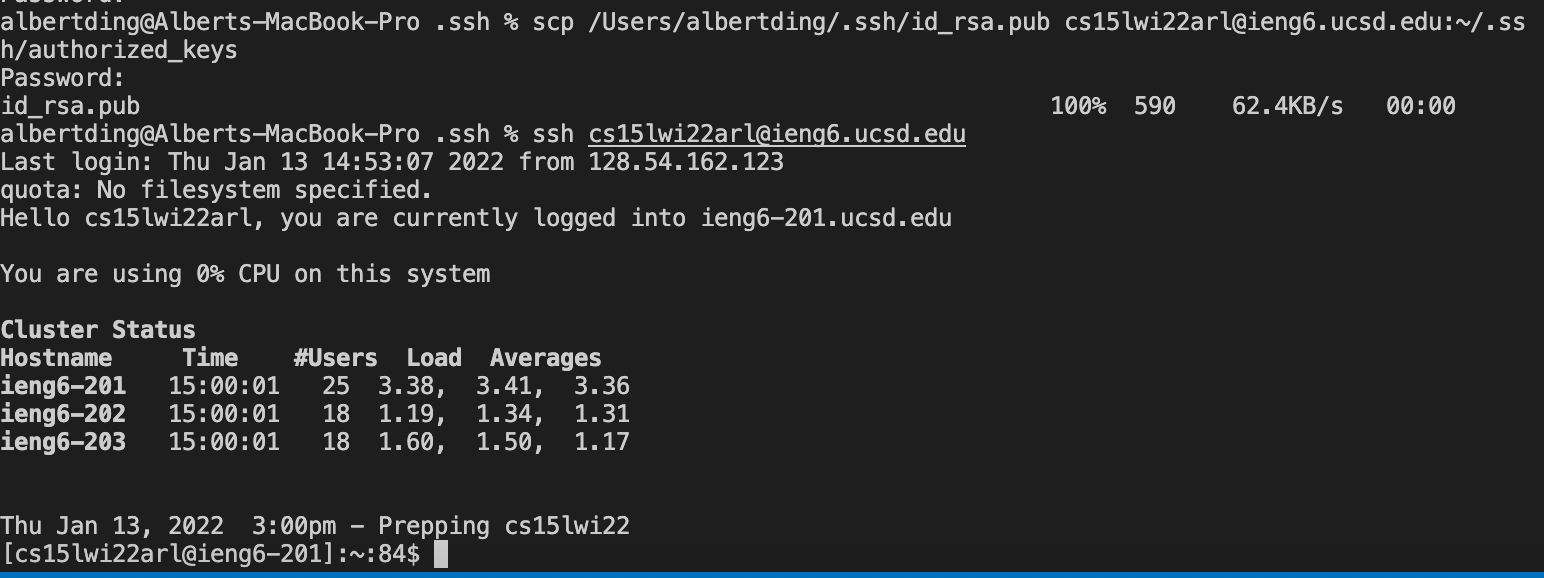 albertding@Alberts-MacBook-Pro .ssh % scp /Users/albertding/.ssh/id_rsa.pub cs15lwi22arl@ieng6.ucsd.edu:~/.ss
h/authorized_keys
Password:
id_rsa.pub 100% 590 62.4KB/s 00:00
albertding@Alberts-MacBook-Pro .ssh % ssh cs15lwi22arl@ieng6.ucsd.edu
Last login: Thu Jan 13 14:53:07 2022 from 128.54.162.123
quota: No filesystem specified.
Hello cs15lwi22arl, you are currently logged into ieng6-201.ucsd.edu
You are using 0% CPU on this system
Cluster Status
Hostname Time #Users Load Averages
ieng6-201 15:00:01 25 3.38, 3.41, 3.36
ieng6-202 15:00:01 18 1.19, 1.34, 1.31
ieng6-203 15:00:01 18 1.60, 1.50, 1.17
Thu Jan 13, 2022 3:00pm - Prepping cs15lwi22
[cs15lwi22arl@ieng6-201]:~:84$